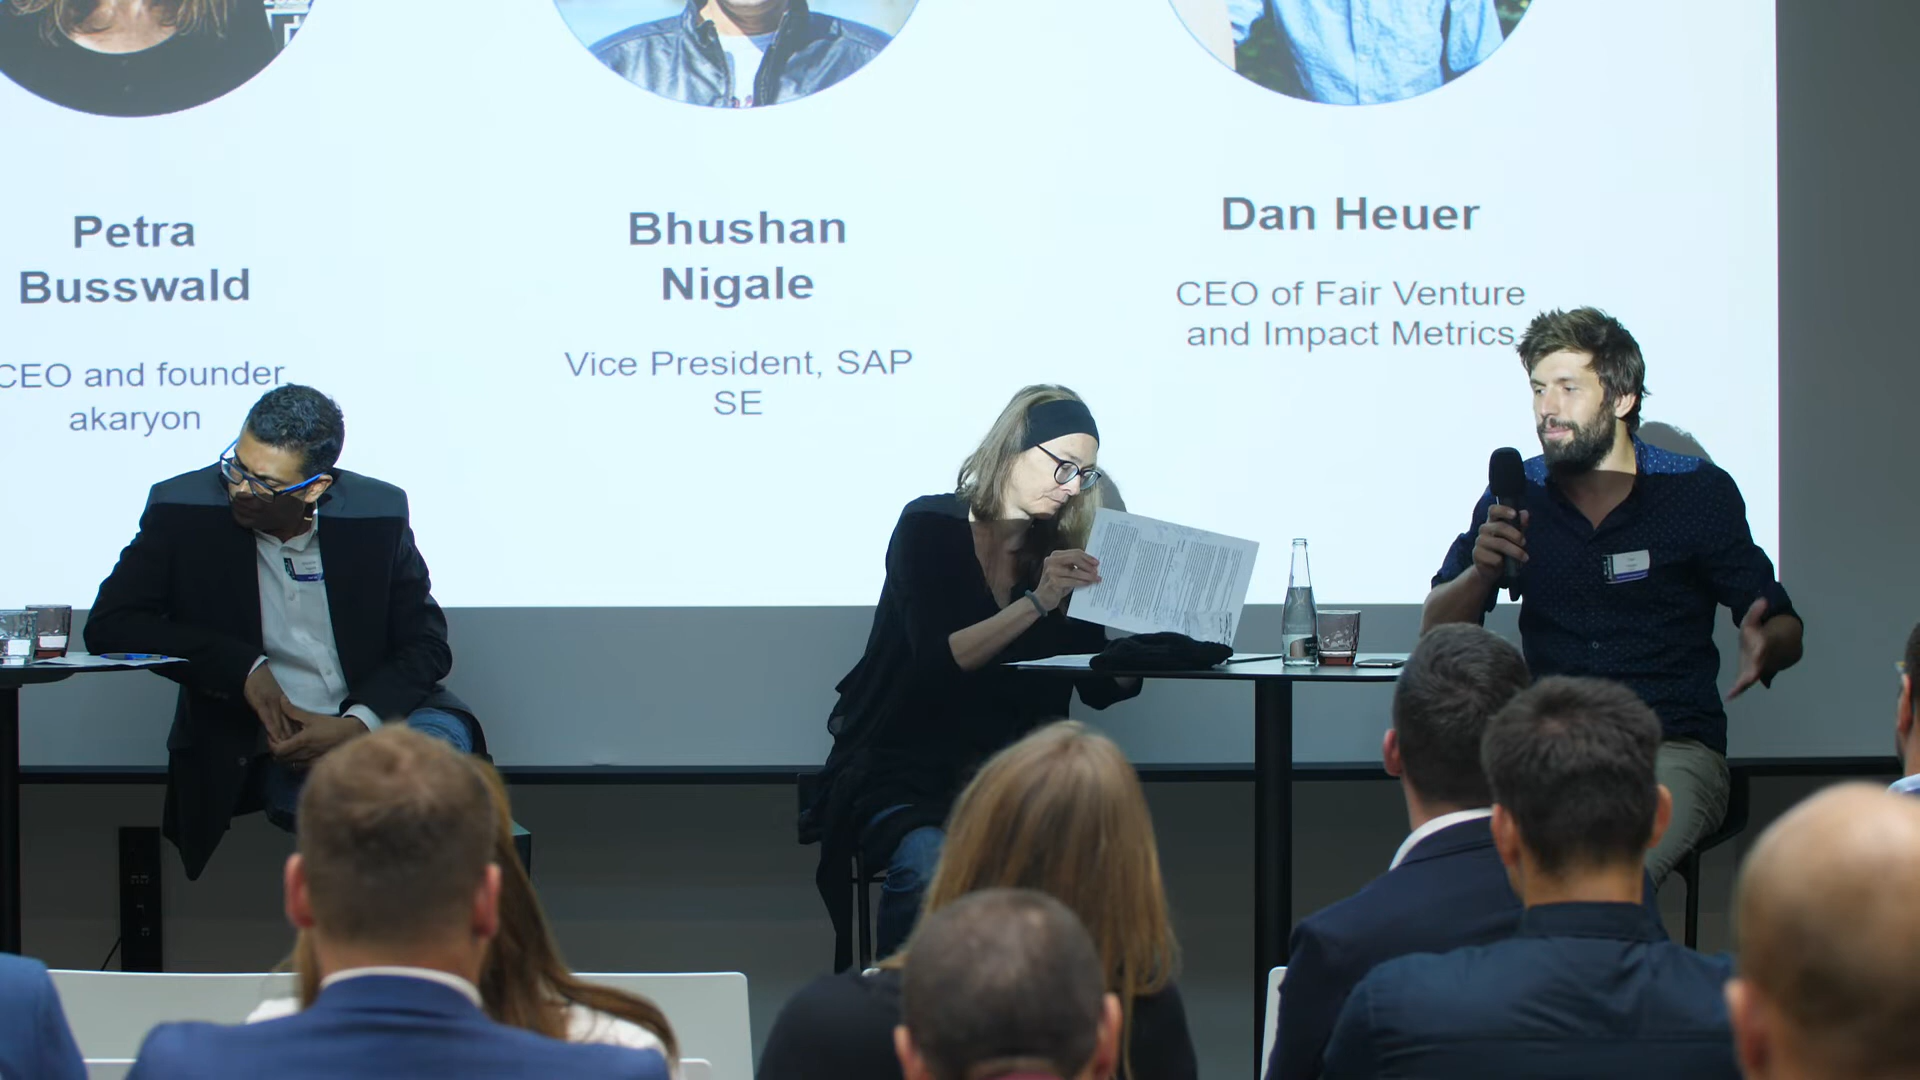 Petra
Busswald
CEO and founder
akaryon
Bhushan
Nigale
Vice President, SAP
SE
Dan Heuer
CEO of Fair Venture
and Impact Metrics